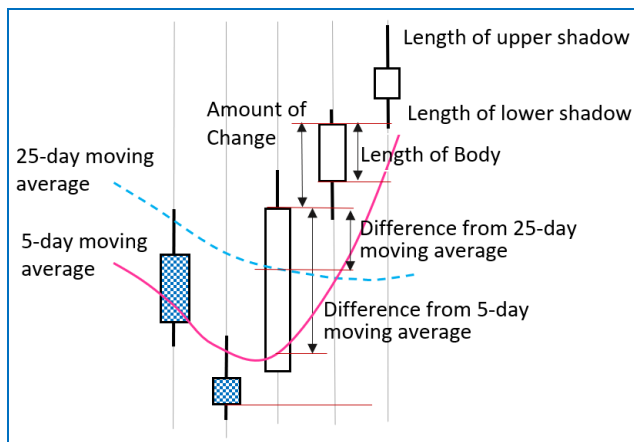 Length of upper shadow
Amount of
Change
Length of lower shadow
25-day moving
average
Length of Body
5-day moving
average
Difference from 25-day
moving average
Difference from 5-day
moving average